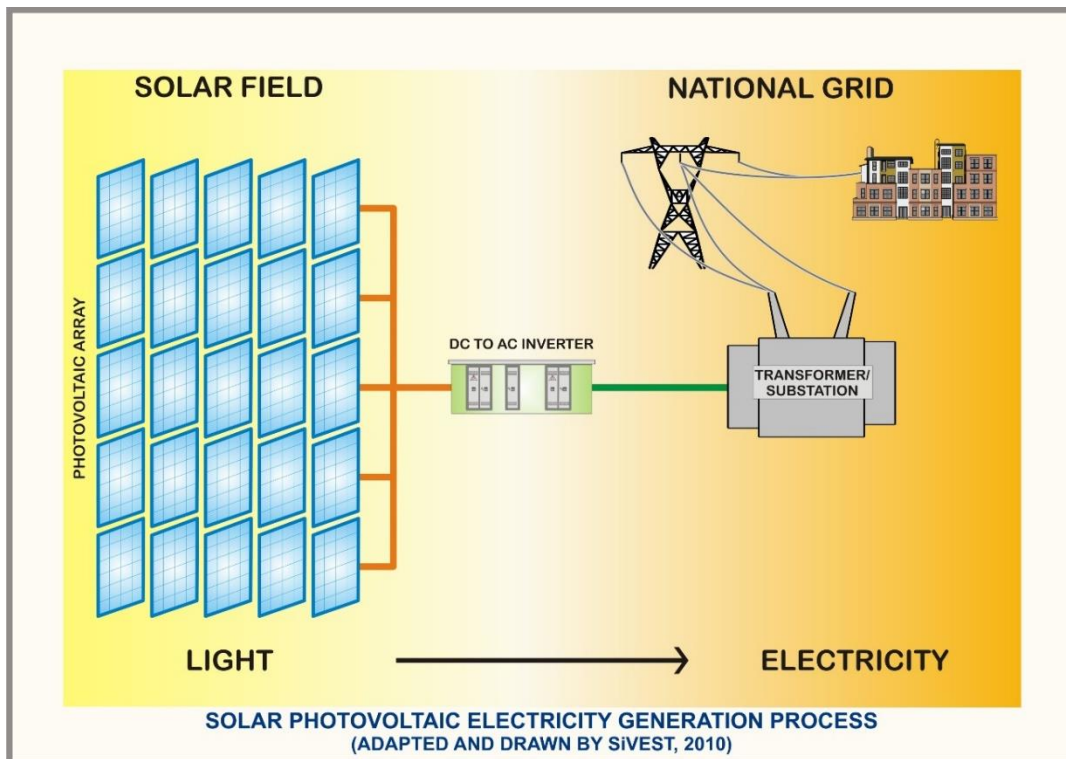 SOLAR FIELD
NATIONAL GRID
PHOTOVOLTAIC ARRAY
DC TO AC INVERTER
TRANSFORMER/
SUBSTATION
LIGHT
ELECTRICITY
SOLAR PHOTOVOLTAIC ELECTRICITY GENERATION PROCESS
(ADAPTED AND DRAWN BY SiVEST, 2010)